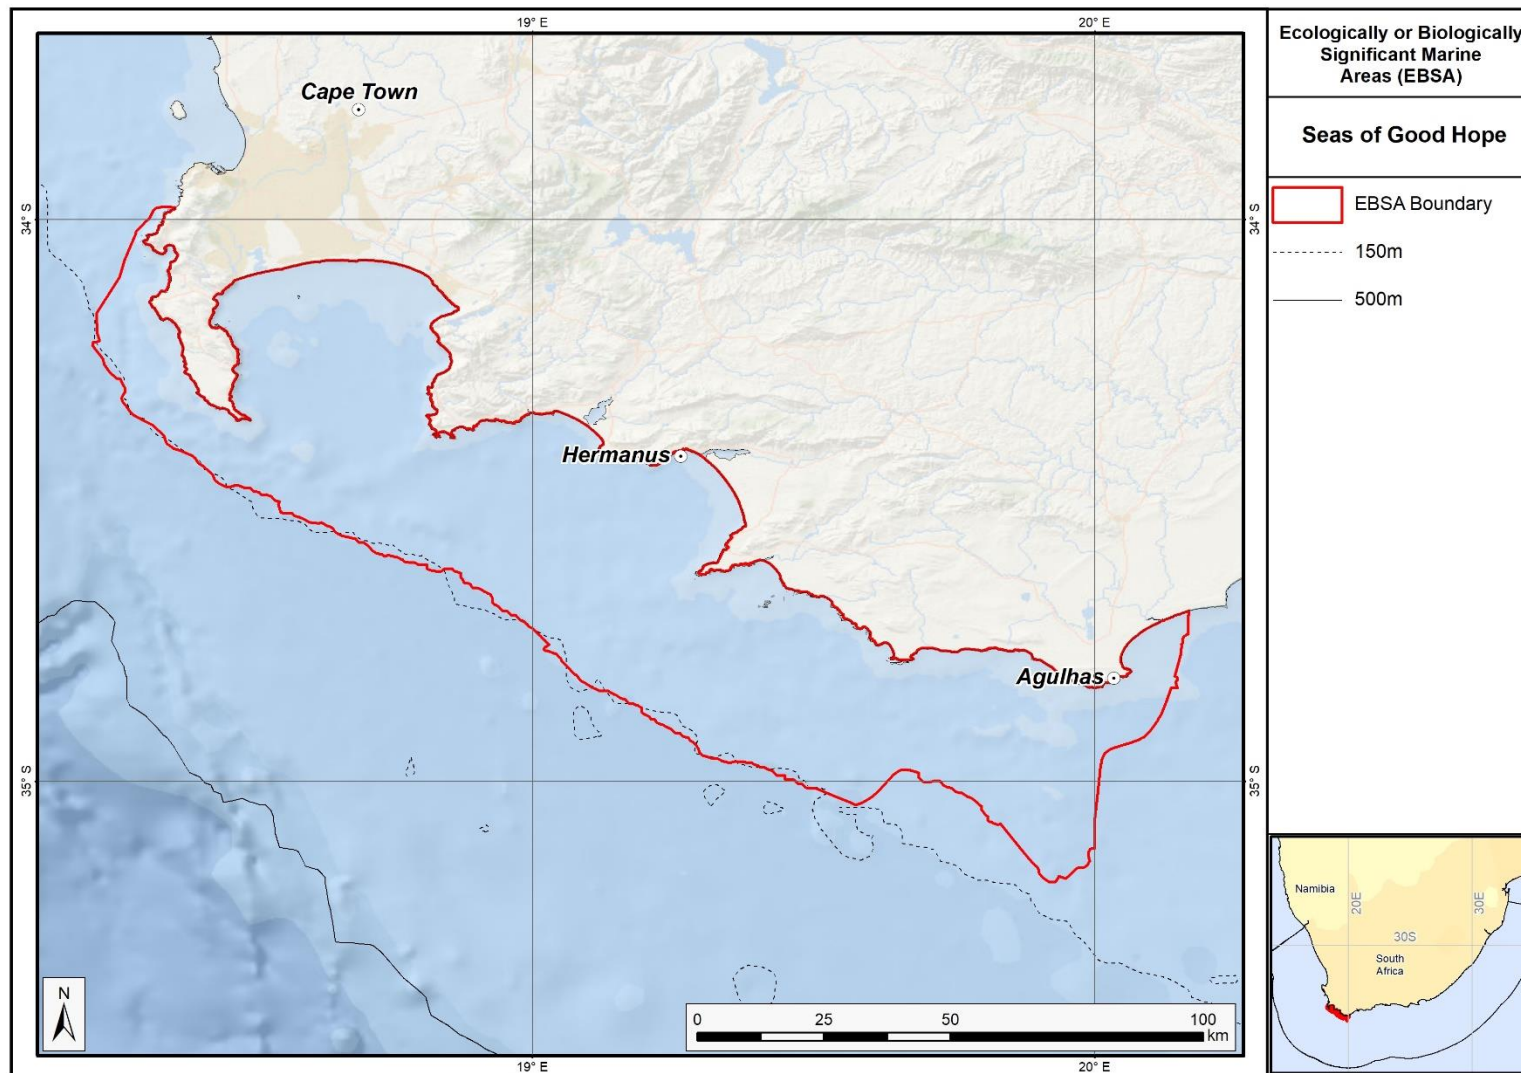 19° E
20° E
Cape Town
34° S
34° S
Hermanus
Agulhas
35° S
35° S
N
0 25 50 100
km
19° E
20° E
Ecologically or Biologically
Significant Marine
Areas (EBSA)
Seas of Good Hope
EBSA Boundary
150m
500m
Namibia
20E
30E
30S
South
Africa